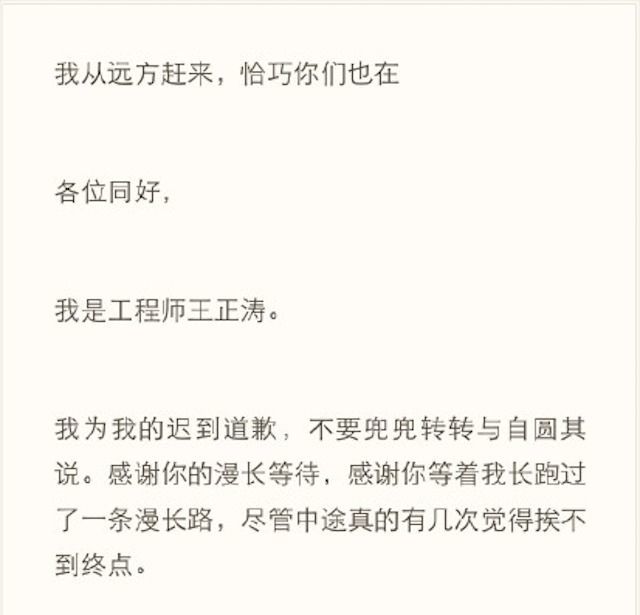 我从远方赶来，恰巧你们也在
各位同好，
我是工程师王正涛。
我为我的迟到道歉，不要兜兜转转与自圆其
说。感谢你的漫长等待，感谢你等着我长跑过
了一条漫长路，尽管中途真的有几次觉得挨不
到终点。